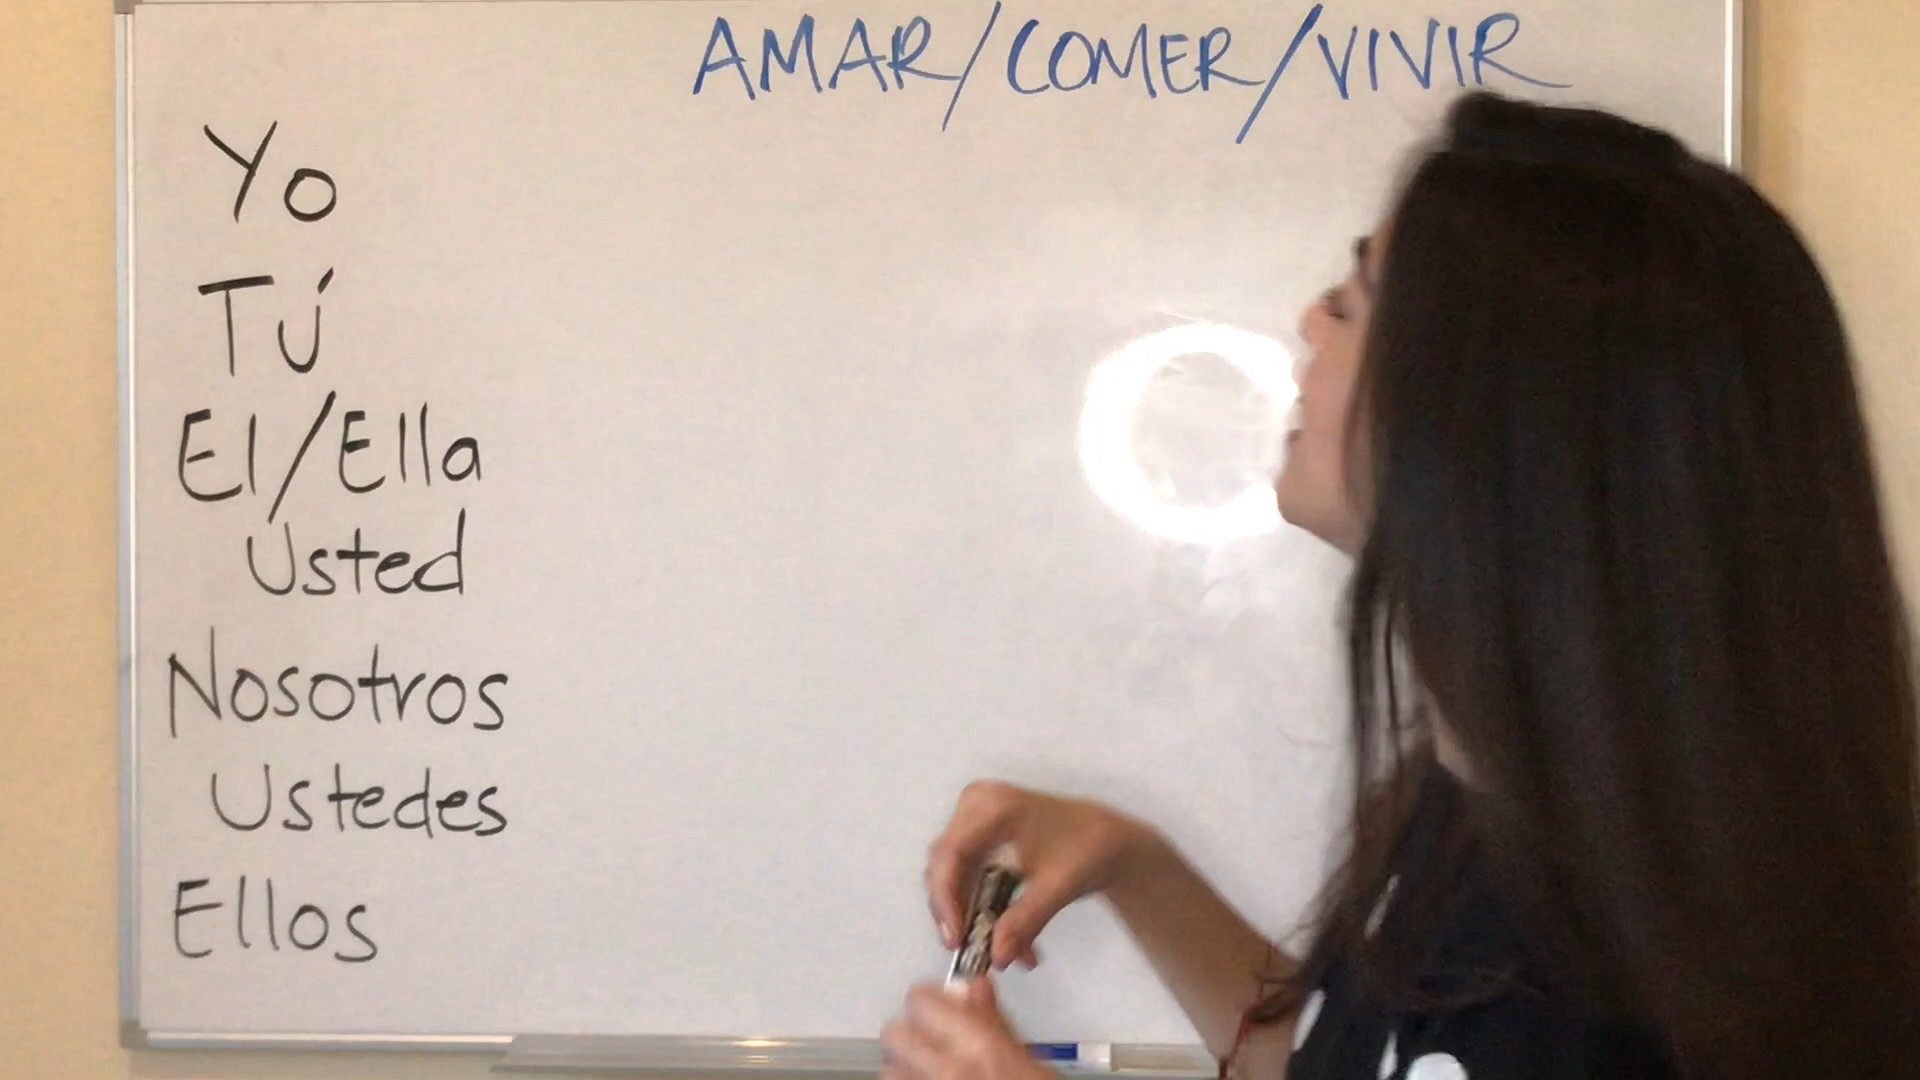 AMAR/COMER/VIVIR
Yo
Tú
El/Ella
Usted
Nosotros
Ustedes
Ellos